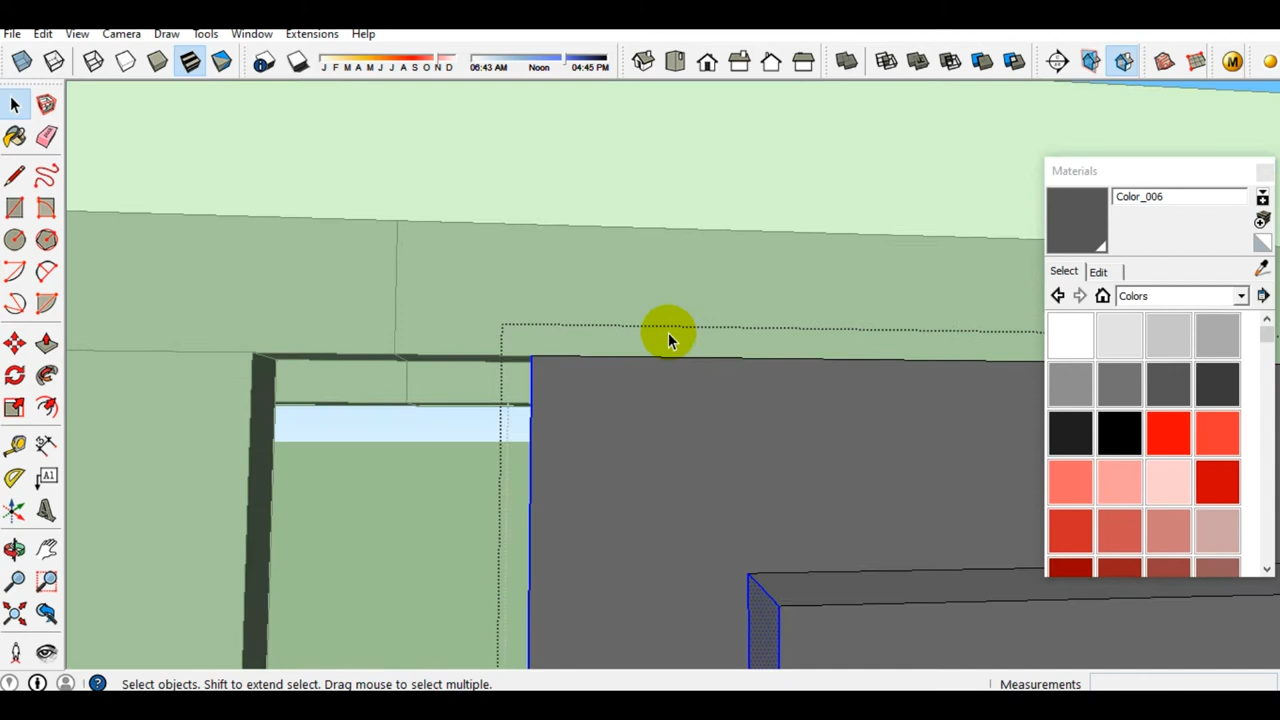 File Edit View Camera Draw Tools Window Extensions Help
J F M A M J J A S O N D 06:43 AM Noon 04:45 PM M
Materials
Color_006
Select Edit
Colors
A1
Select objects. Shift to extend select. Drag mouse to select multiple. Measurements